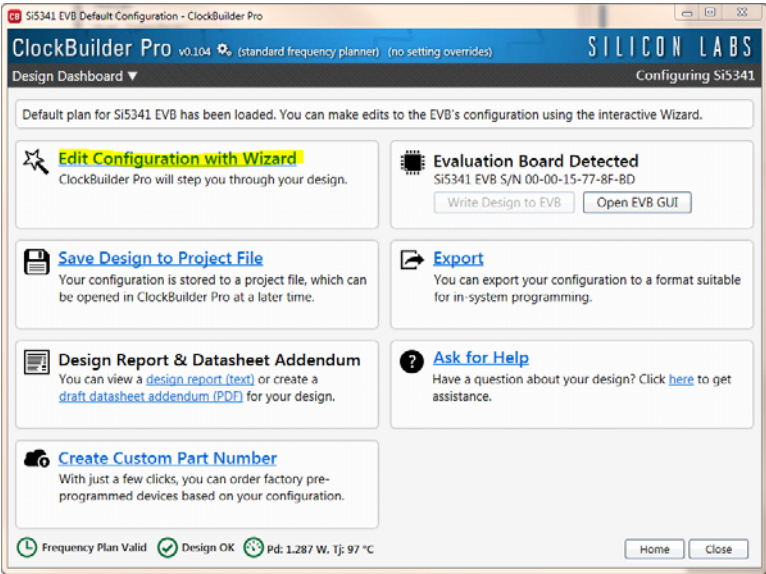 CB Si5341 EVB Default Configuration - ClockBuilder Pro
ClockBuilder Pro v0.104 (standard frequency planner) (no setting overrides) SILICON LABS
Design Dashboard ▼ Configuring Si5341
Default plan for Si5341 EVB has been loaded. You can make edits to the EVB's configuration using the interactive Wizard.
Edit Configuration with Wizard
ClockBuilder Pro will step you through your design.
Evaluation Board Detected
Si5341 EVB S/N 00-00-15-77-8F-BD
Write Design to EVB Open EVB GUI
Save Design to Project File
Your configuration is stored to a project file, which can
be opened in ClockBuilder Pro at a later time.
Export
You can export your configuration to a format suitable
for in-system programming.
Design Report & Datasheet Addendum
You can view a design report (text) or create a
draft datasheet addendum (PDF) for your design.
Ask for Help
Have a question about your design? Click here to get
assistance.
Create Custom Part Number
With just a few clicks, you can order factory pre-
programmed devices based on your configuration.
Frequency Plan Valid Design OK Pd: 1.287 W, Tj: 97 °C
Home Close